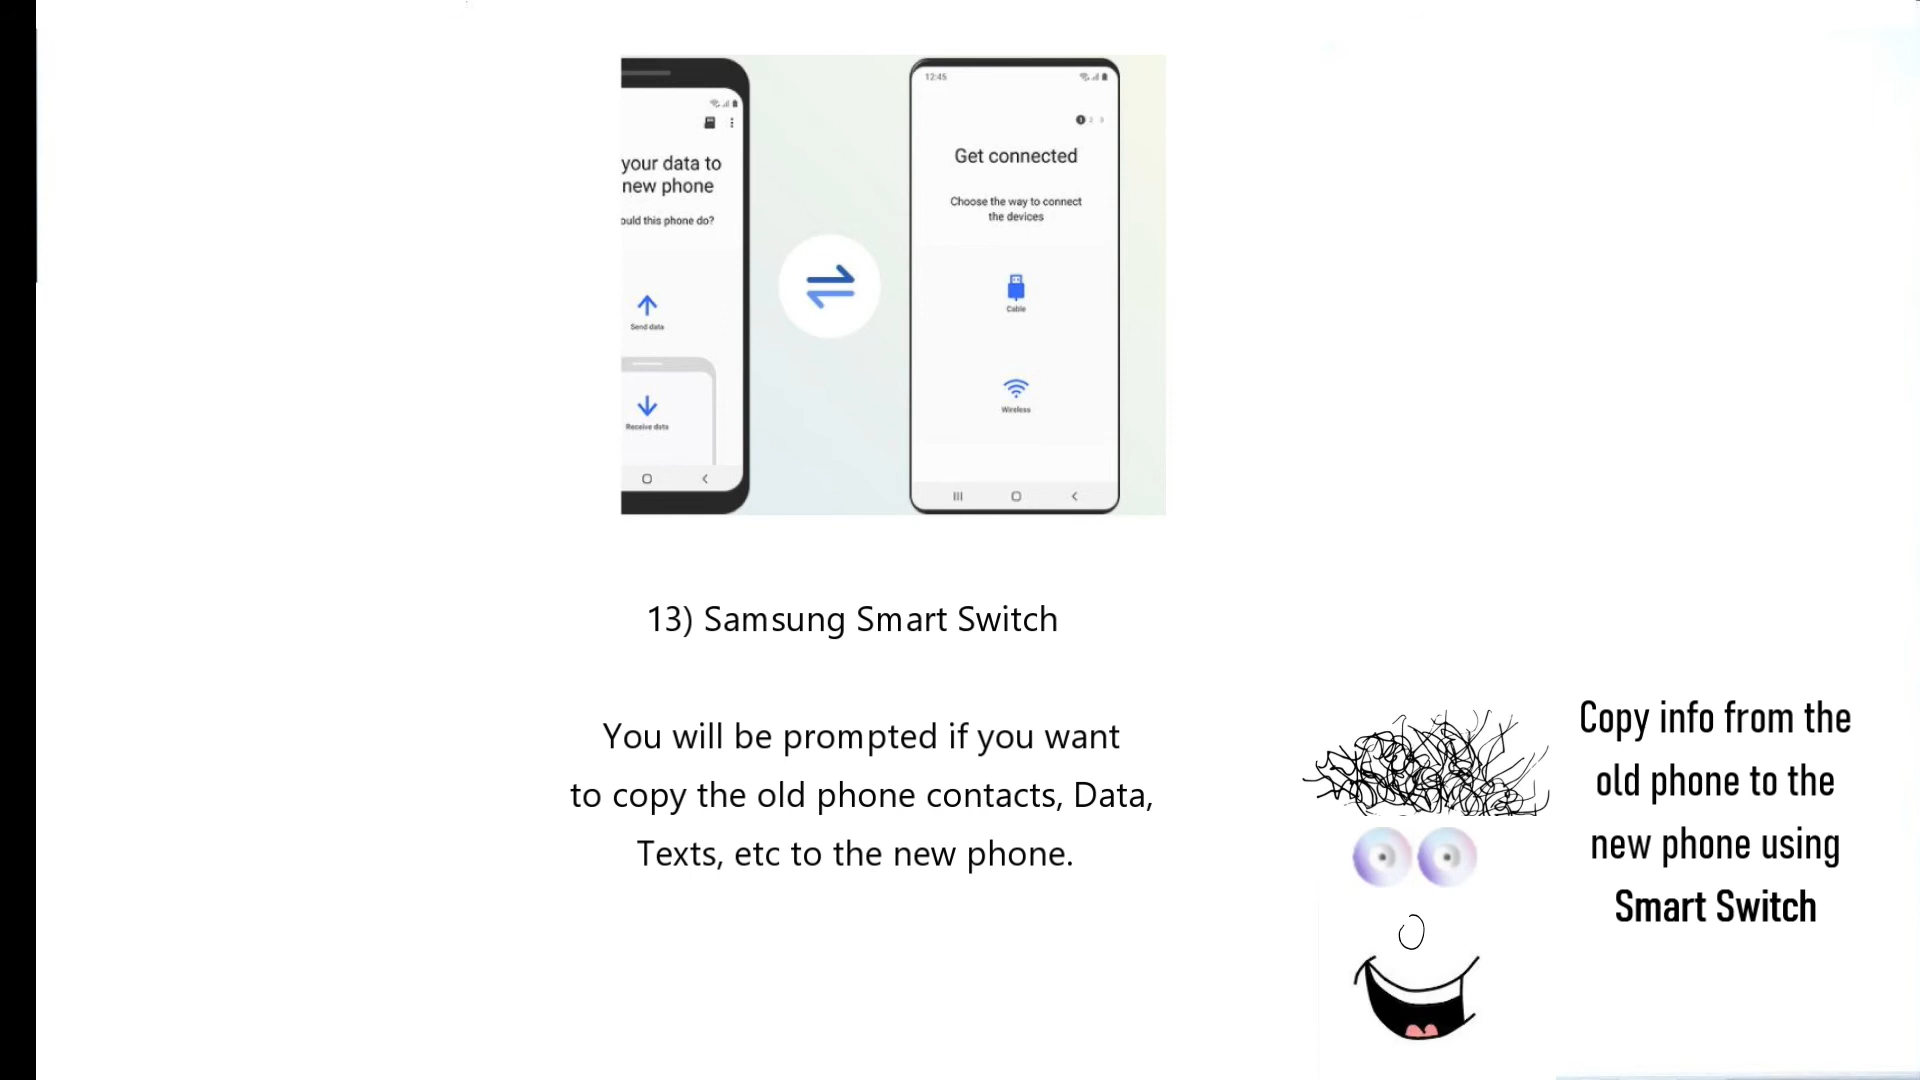 your data to
new phone
ould this phone do?
Send data
Receive data
12:45
1 2 3
Get connected
Choose the way to connect
the devices
Cable
Wireless
13) Samsung Smart Switch
You will be prompted if you want
to copy the old phone contacts, Data,
Texts, etc to the new phone.
Copy info from the
old phone to the
new phone using
Smart Switch